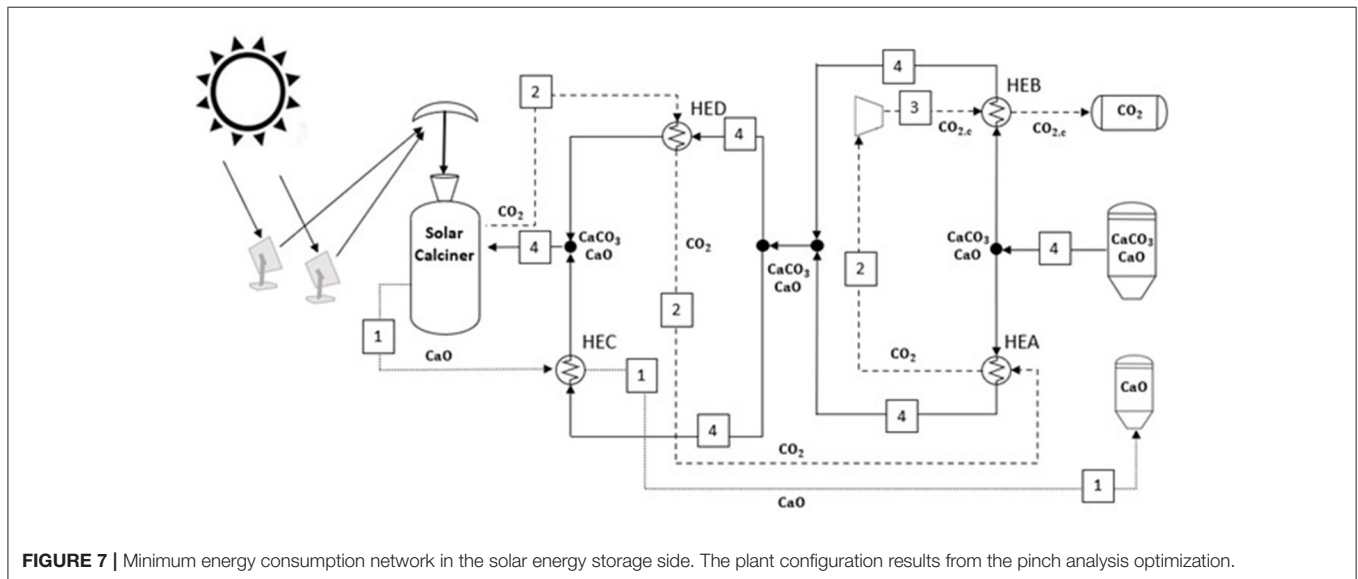 4
HEB
2
HED
3
CO₂
4
CO₂,c
CO₂,c
CO₂
Solar
Calciner
4
CaCO₃
CaO
CO₂
CaCO₃
CaO
2
CaCO₃
CaO
4
CaCO₃
CaO
2
1
CaO
HEC
1
CO₂
HEA
CaO
4
4
CO₂
CaO
1
FIGURE 7 | Minimum energy consumption network in the solar energy storage side. The plant configuration results from the pinch analysis optimization.